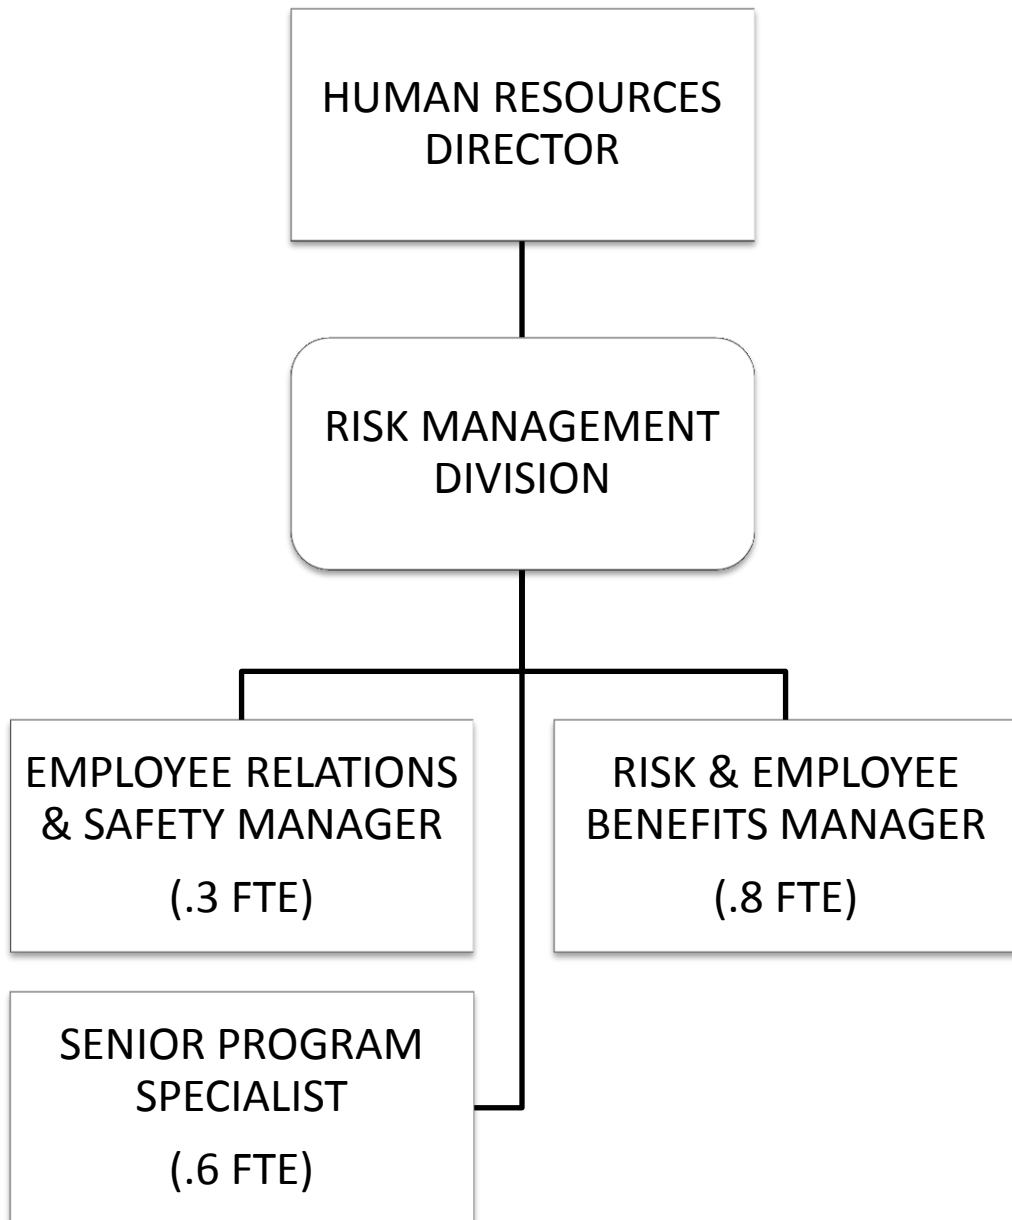 HUMAN RESOURCES
DIRECTOR
RISK MANAGEMENT
DIVISION
EMPLOYEE RELATIONS
& SAFETY MANAGER
(.3 FTE)
RISK & EMPLOYEE
BENEFITS MANAGER
(.8 FTE)
SENIOR PROGRAM
SPECIALIST
(.6 FTE)